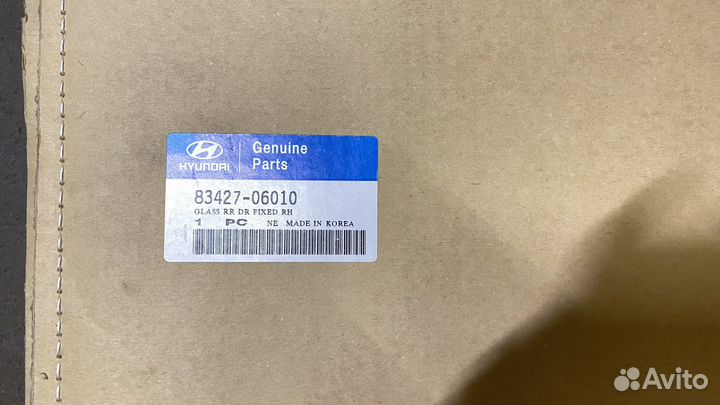 HYUNDAI
Genuine
Parts
83427-06010
GLASS RR DR FIXED RH
1 PC NE MADE IN KOREA
Avito